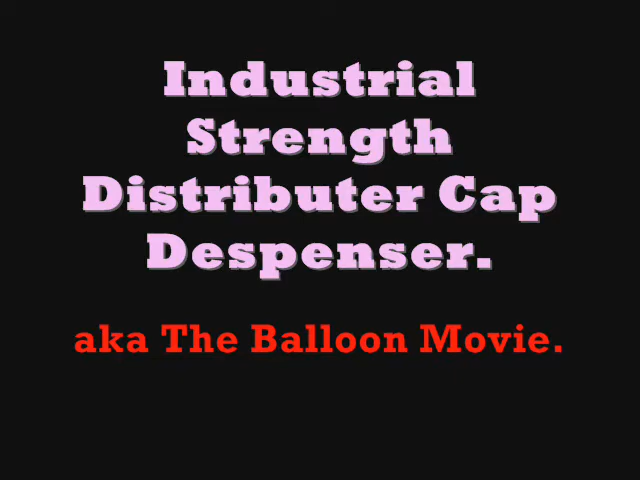 Industrial
Strength
Distributer Cap
Despenser.
aka The Balloon Movie.